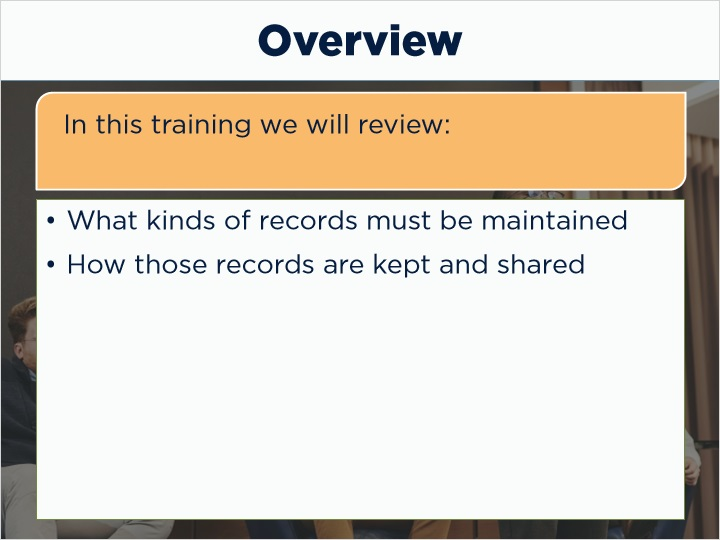 Overview
In this training we will review:
• What kinds of records must be maintained
• How those records are kept and shared